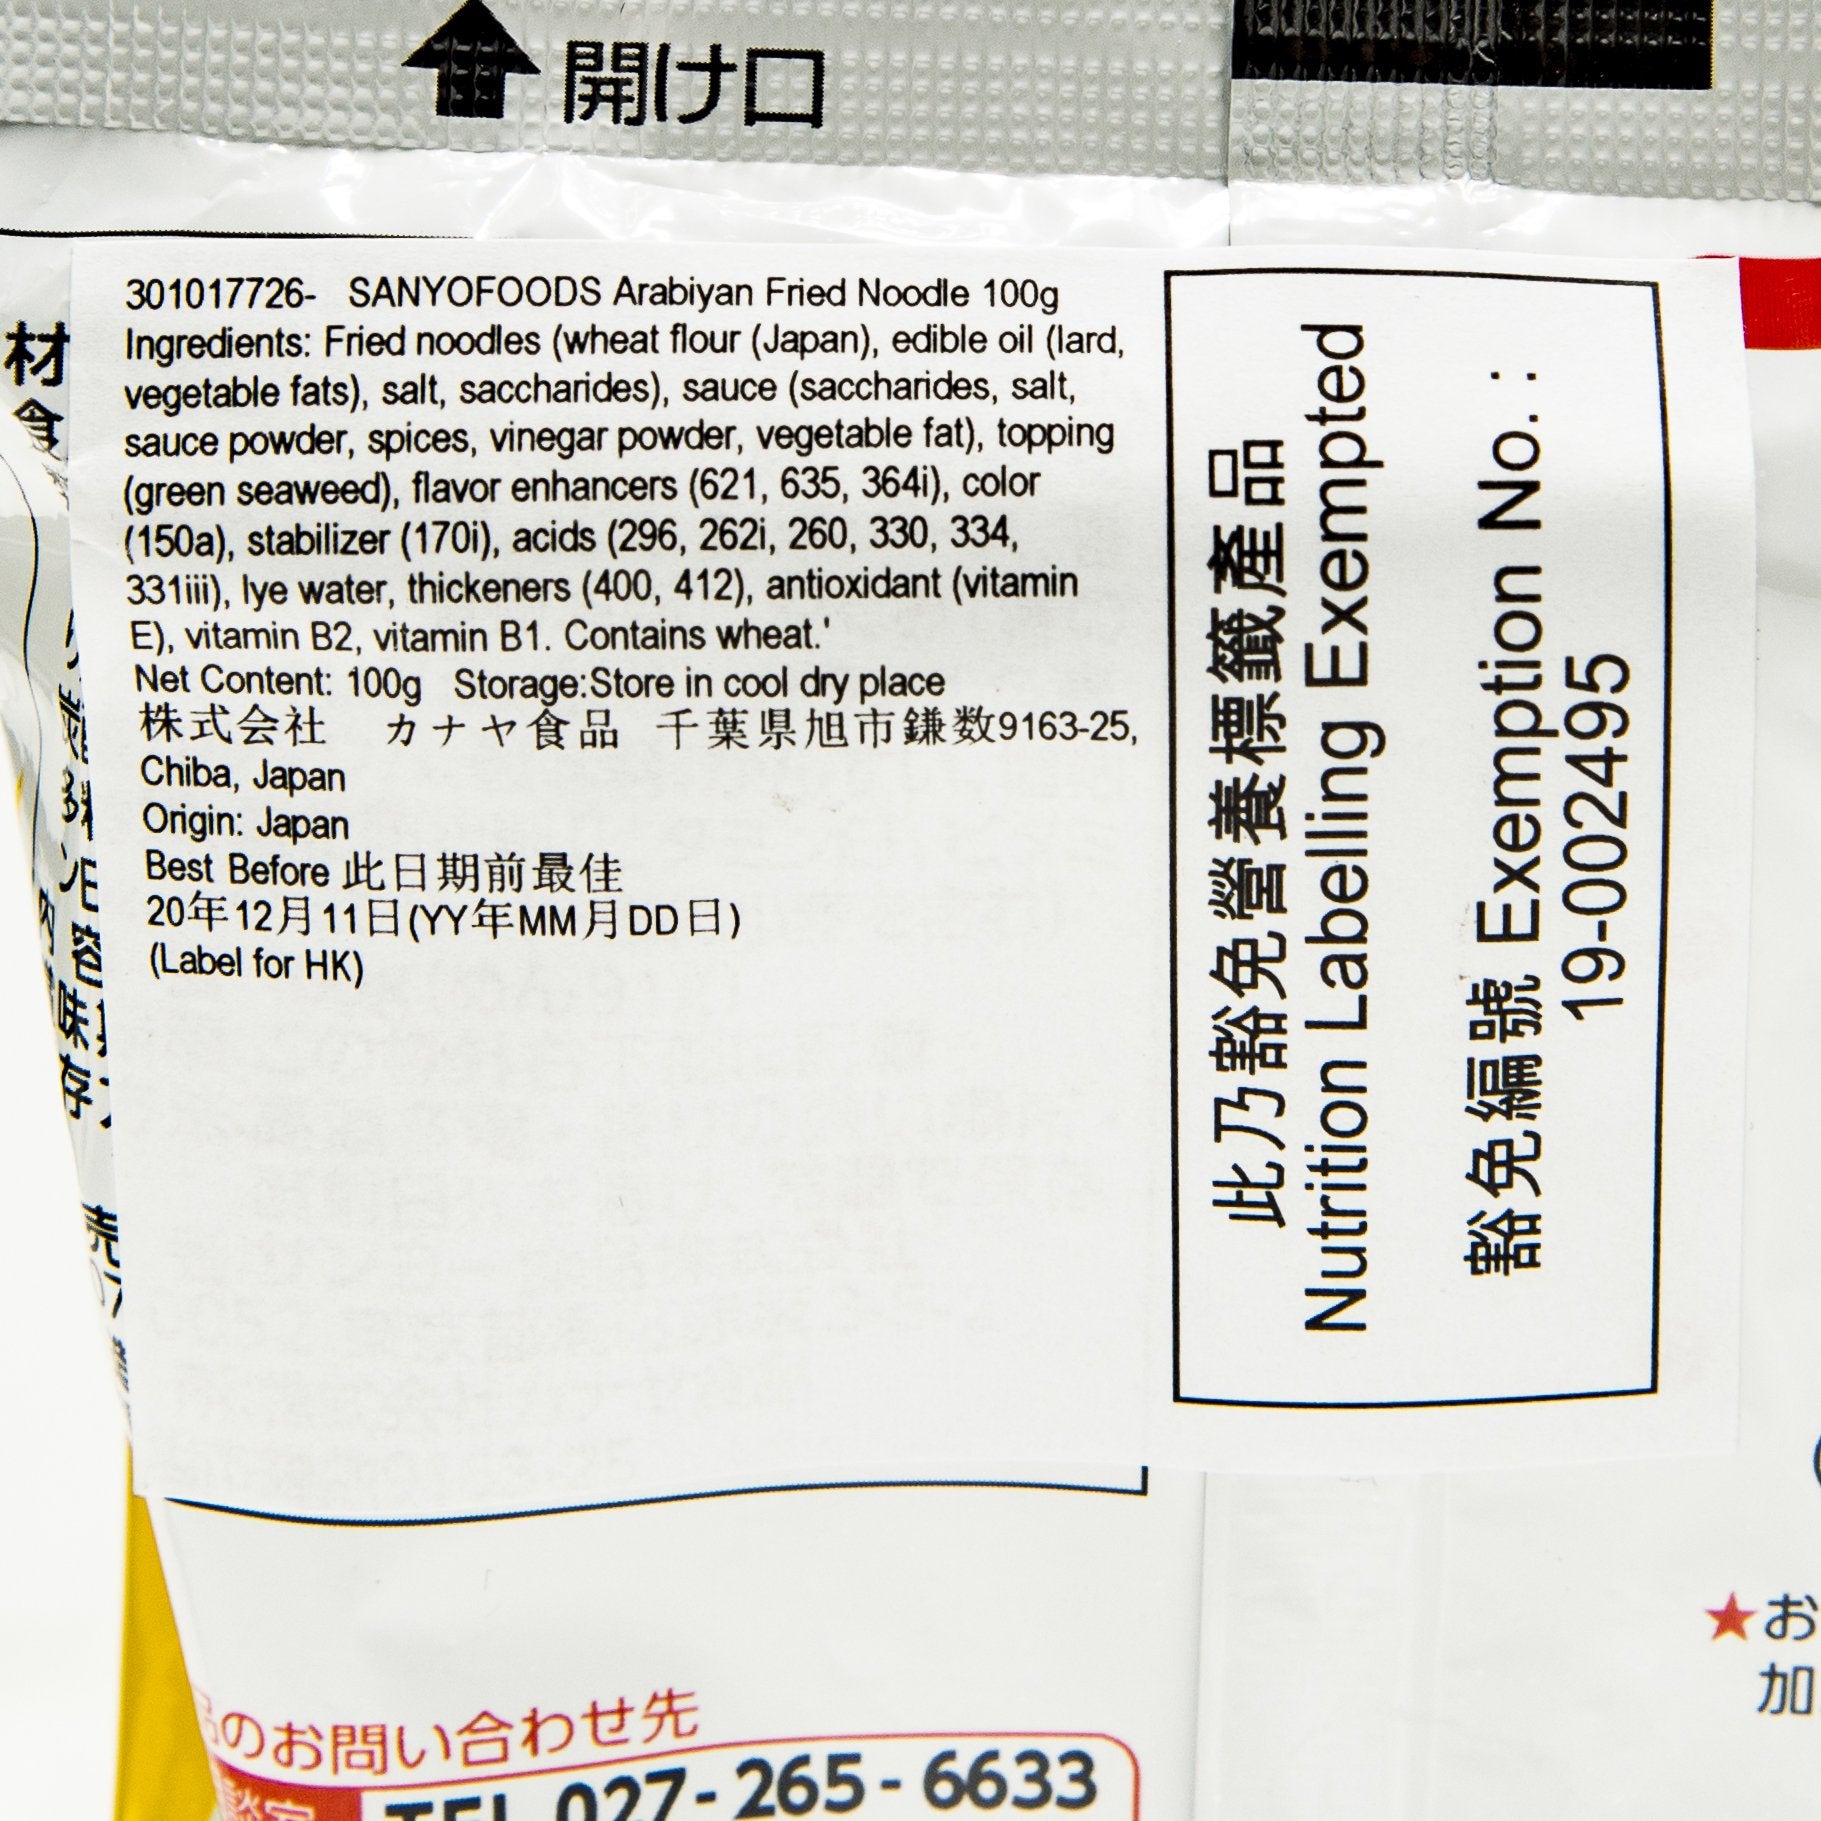 開け口
301017726- SANYOFOODS Arabiyan Fried Noodle 100g
Ingredients: Fried noodles (wheat flour (Japan), edible oil (lard,
vegetable fats), salt, saccharides), sauce (saccharides, salt,
sauce powder, spices, vinegar powder, vegetable fat), topping
(green seaweed), flavor enhancers (621, 635, 364i), color
(150a), stabilizer (170i), acids (296, 262i, 260, 330, 334,
331iii), lye water, thickeners (400, 412), antioxidant (vitamin
E), vitamin B2, vitamin B1. Contains wheat.'
Net Content: 100g Storage:Store in cool dry place
株式会社 カナヤ食品 千葉県旭市鎌数9163-25,
Chiba, Japan
Origin: Japan
Best Before 此日期前最佳
20年12月11日(YY年MM月DD日)
(Label for HK)
此乃豁免營養標籤產品
Nutrition Labelling Exempted
豁免編號 Exemption No. :
19-002495
材
のお問い合わせ先
TEL 027-265-6633
★お
加